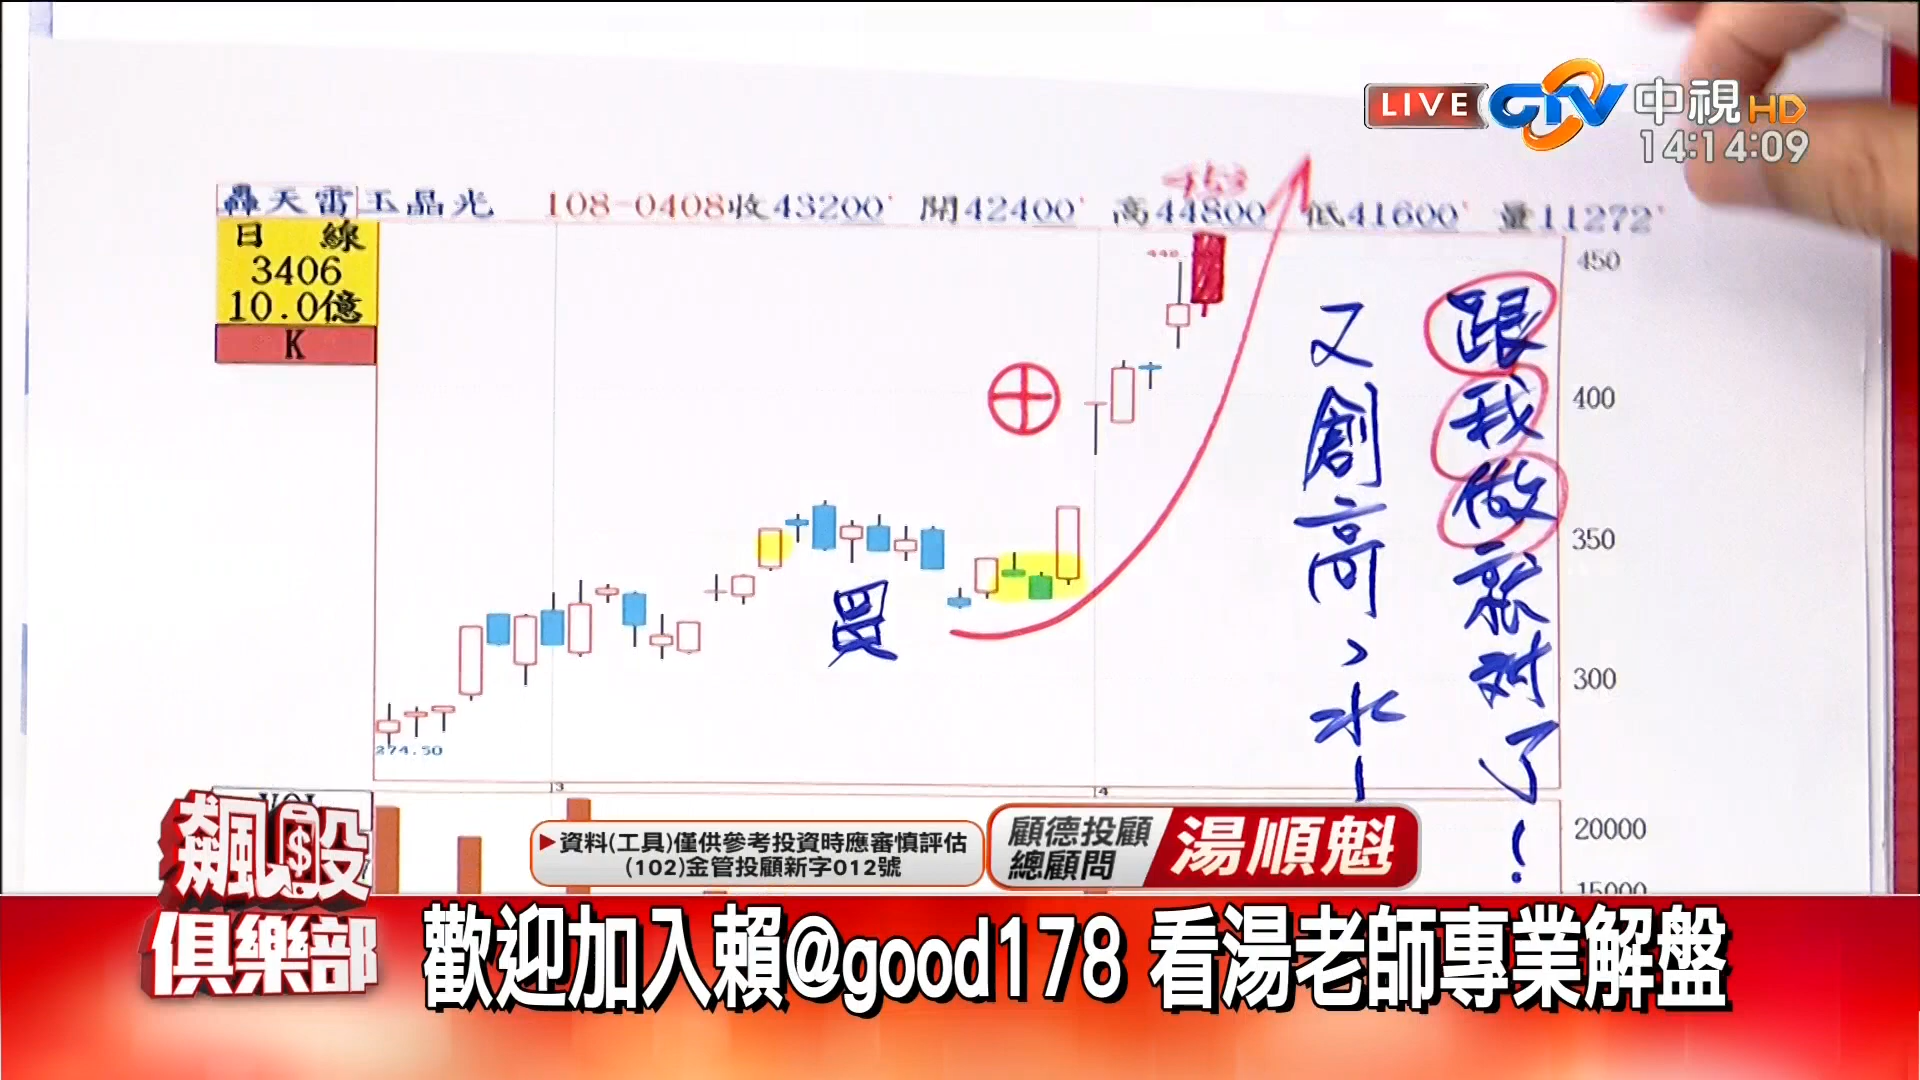 LIVE CTV 中視HD
14:14:09
轟天雷玉晶光 108-0408收43200' 開42400' 高44800' 低41600' 量11272'
日 線
3406
10.0億
K
453
448.
450
400
350
300
274.50
買
又創高、水!
跟我做就對了!
3
4
VOL
20000
15000
飆股
俱樂部
▶資料(工具)僅供參考投資時應審慎評估
(102)金管投顧新字012號
顧德投顧
總顧問
湯順魁
歡迎加入賴@good178 看湯老師專業解盤